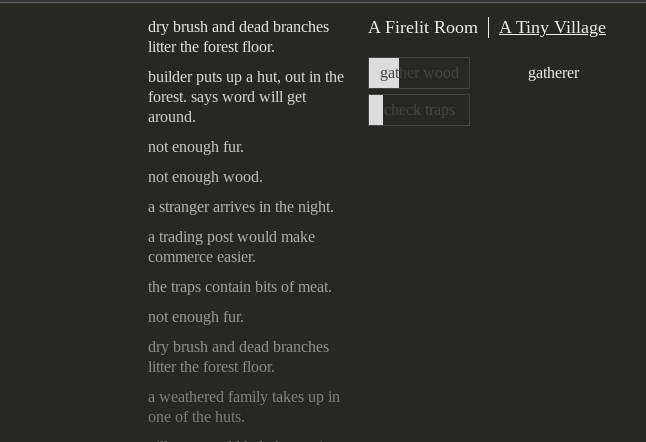 dry brush and dead branches
litter the forest floor.
builder puts up a hut, out in the
forest. says word will get
around.
not enough fur.
not enough wood.
a stranger arrives in the night.
a trading post would make
commerce easier.
the traps contain bits of meat.
not enough fur.
dry brush and dead branches
litter the forest floor.
a weathered family takes up in
one of the huts.
A Firelit Room
A Tiny Village
gather wood
check traps
gatherer